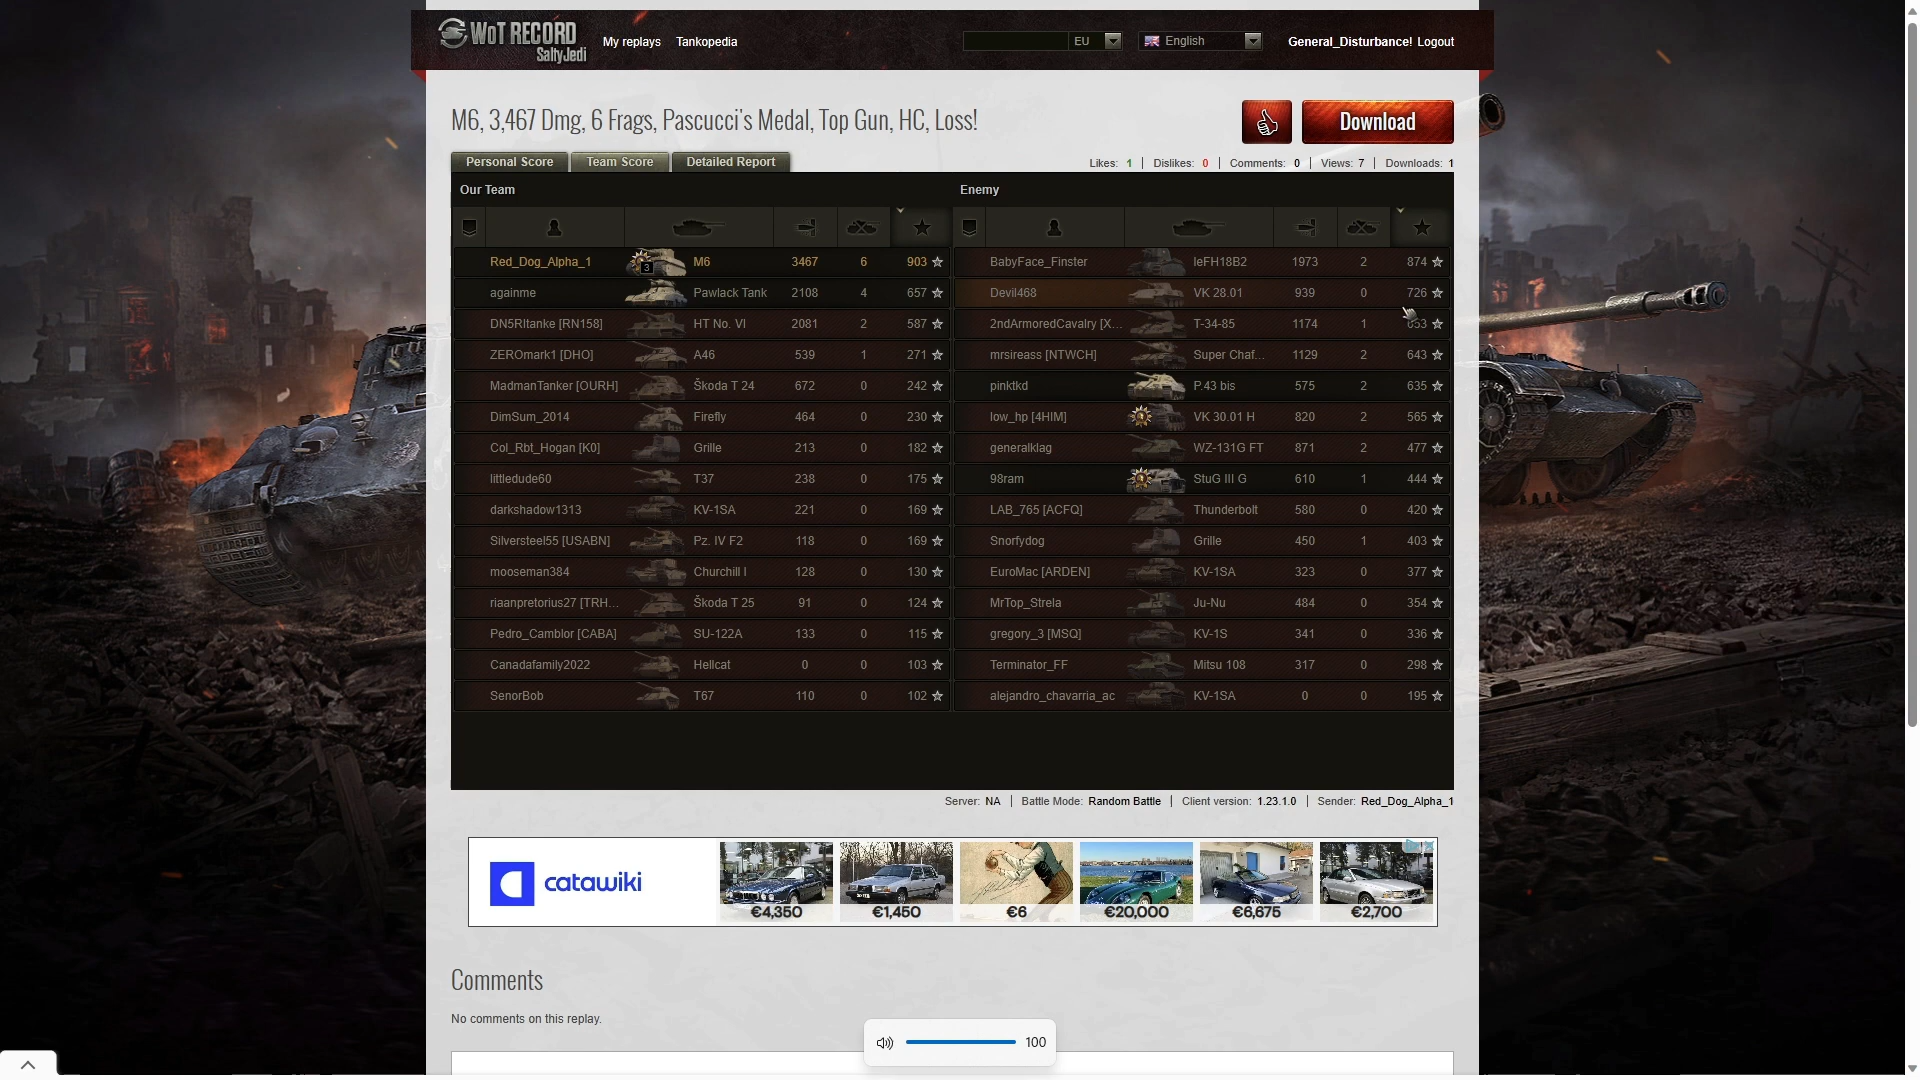 WoT RECORD
SaltyJedi
My replays
Tankopedia
EU
English
General_Disturbance! Logout
M6, 3,467 Dmg, 6 Frags, Pascucci's Medal, Top Gun, HC, Loss!
Download
Personal Score
Team Score
Detailed Report
Likes: 1 | Dislikes: 0 | Comments: 0 | Views: 7 | Downloads: 1
Our Team
Enemy
Red_Dog_Alpha_1 3 M6 3467 6 903
BabyFace_Finster leFH18B2 1973 2 874
againme Pawlack Tank 2108 4 657
Devil468 VK 28.01 939 0 726
DN5RItanke [RN158] HT No. VI 2081 2 587
2ndArmoredCavalry [X... T-34-85 1174 1
ZEROmark1 [DHO] A46 539 1 271
mrsireass [NTWCH] Super Chaf... 1129 2 643
MadmanTanker [OURH] Škoda T 24 672 0 242
pinktkd P.43 bis 575 2 635
DimSum_2014 Firefly 464 0 230
low_hp [4HIM] VK 30.01 H 820 2 565
Col_Rbt_Hogan [K0] Grille 213 0 182
generalklag WZ-131G FT 871 2 477
littledude60 T37 238 0 175
98ram StuG III G 610 1 444
darkshadow1313 KV-1SA 221 0 169
LAB_765 [ACFQ] Thunderbolt 580 0 420
Silversteel55 [USABN] Pz. IV F2 118 0 169
Snorfydog Grille 450 1 403
mooseman384 Churchill I 128 0 130
EuroMac [ARDEN] KV-1SA 323 0 377
riaanpretorius27 [TRH... Škoda T 25 91 0 124
MrTop_Strela Ju-Nu 484 0 354
Pedro_Camblor [CABA] SU-122A 133 0 115
gregory_3 [MSQ] KV-1S 341 0 336
Canadafamily2022 Hellcat 0 0 103
Terminator_FF Mitsu 108 317 0 298
SenorBob T67 110 0 102
alejandro_chavarria_ac KV-1SA 0 0 195
Server: NA | Battle Mode: Random Battle | Client version: 1.23.1.0 | Sender: Red_Dog_Alpha_1
catawiki
€4,350
€1,450
€6
€20,000
€6,675
€2,700
Comments
No comments on this replay.
100